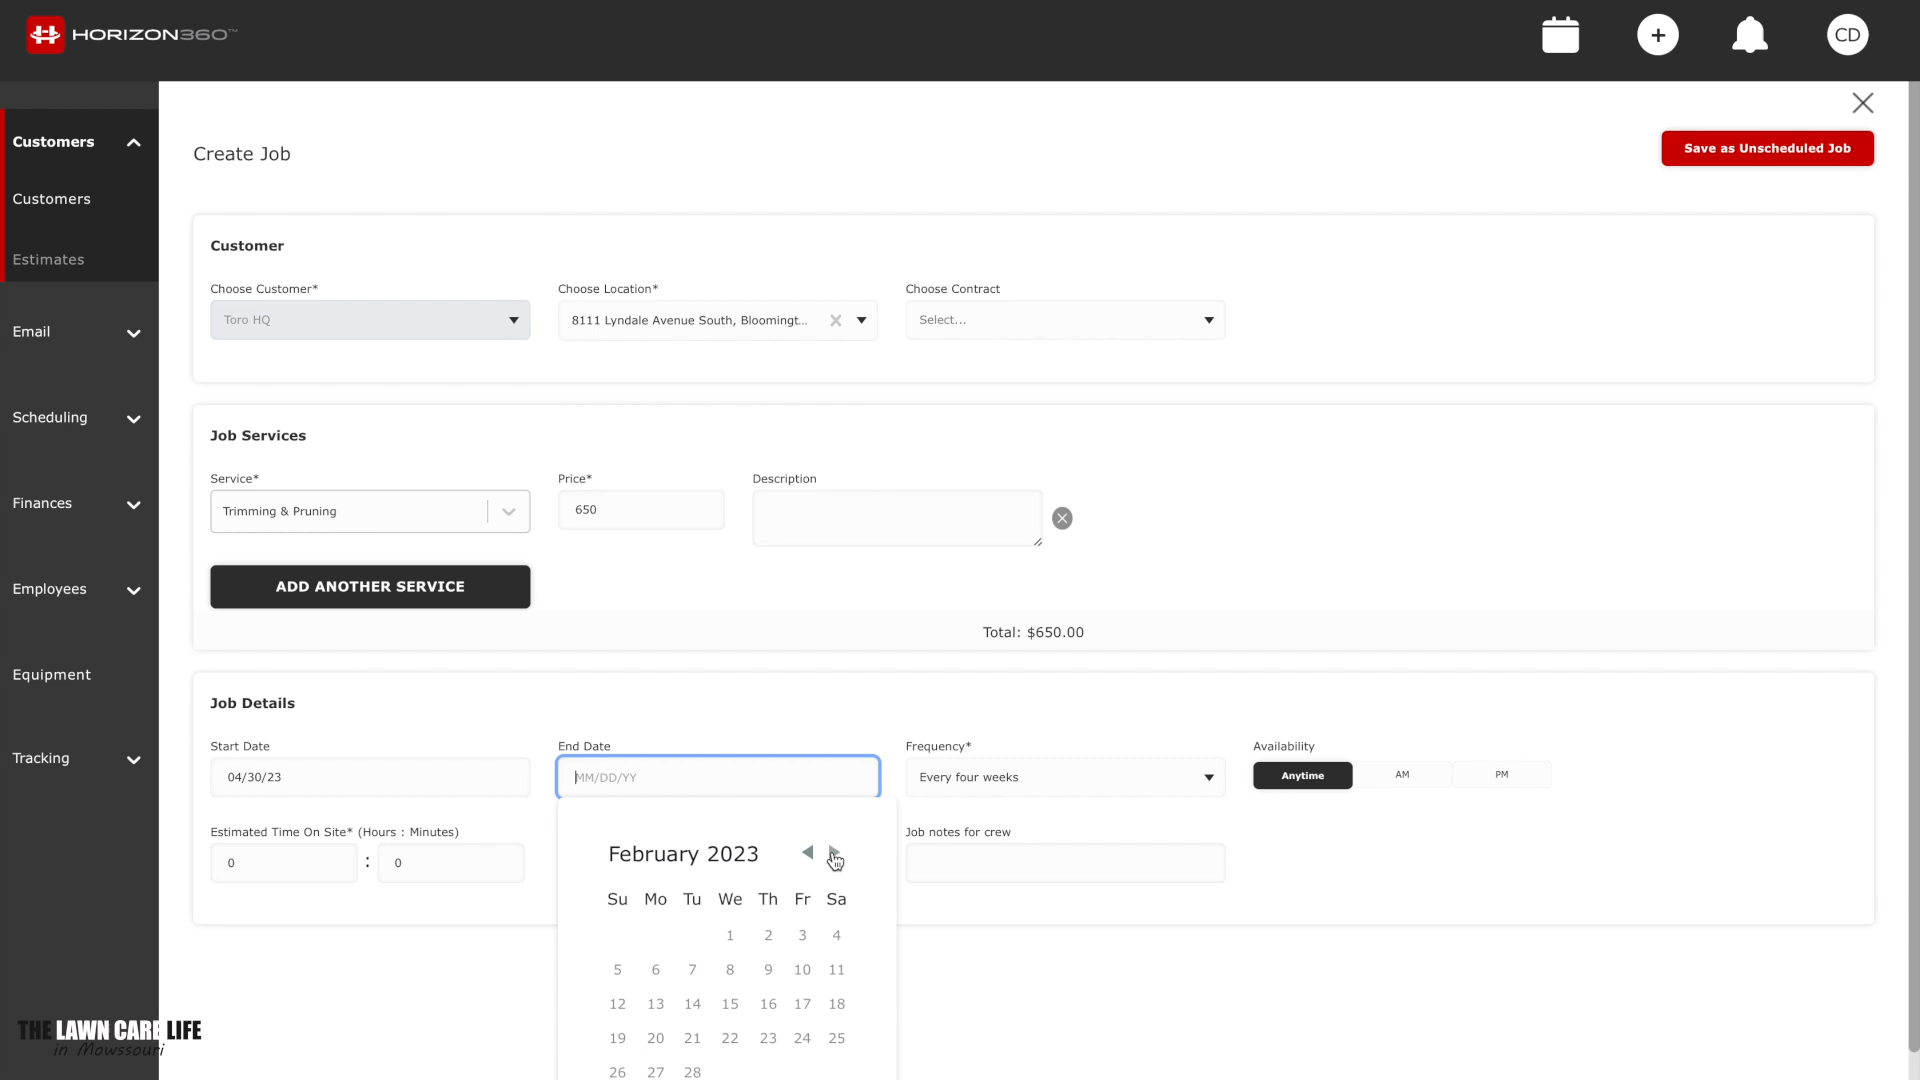 HORIZON360™
CD
Customers
Customers
Estimates
Email
Scheduling
Finances
Employees
Equipment
Tracking
Create Job
Save as Unscheduled Job
Customer
Choose Customer*
Choose Location*
Choose Contract
Toro HQ
8111 Lyndale Avenue South, Bloomingt...
Select...
Job Services
Service*
Price*
Description
Trimming & Pruning
650
ADD ANOTHER SERVICE
Total: $650.00
Job Details
Start Date
End Date
Frequency*
Availability
04/30/23
MM/DD/YY
Every four weeks
Anytime
AM
PM
Estimated Time On Site* (Hours : Minutes)
Job notes for crew
0 : 0
February 2023
Su Mo Tu We Th Fr Sa
1 2 3 4
5 6 7 8 9 10 11
12 13 14 15 16 17 18
19 20 21 22 23 24 25
26 27 28
THE LAWN CARE LIFE
in Mowssouri